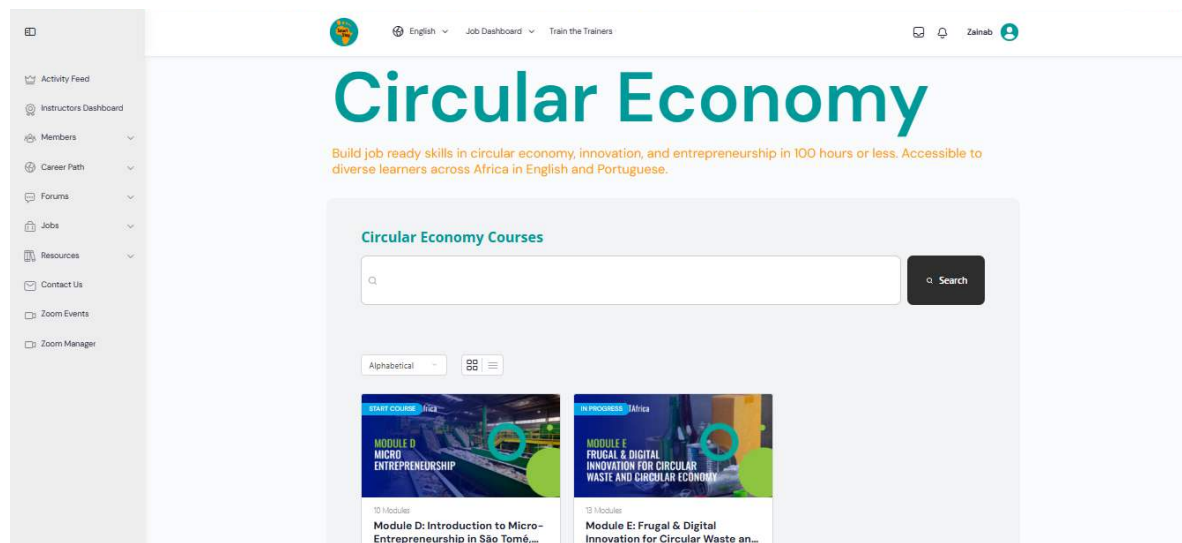 English
Job Dashboard
Train the Trainers
Zainab
Activity Feed
Instructors Dashboard
Members
Career Path
Forums
Jobs
Resources
Contact Us
Zoom Events
Zoom Manager
Circular Economy
Build job ready skills in circular economy, innovation, and entrepreneurship in 100 hours or less. Accessible to
diverse learners across Africa in English and Portuguese.
Circular Economy Courses
Search
Alphabetical
START COURSE
MODULE D
MICRO
ENTREPRENEURSHIP
10 Modules
Module D: Introduction to Micro-
Entrepreneurship in São Tomé,...
IN PROGRESS
MODULE E
FRUGAL & DIGITAL
INNOVATION FOR CIRCULAR
WASTE AND CIRCULAR ECONOMY
13 Modules
Module E: Frugal & Digital
Innovation for Circular Waste an...